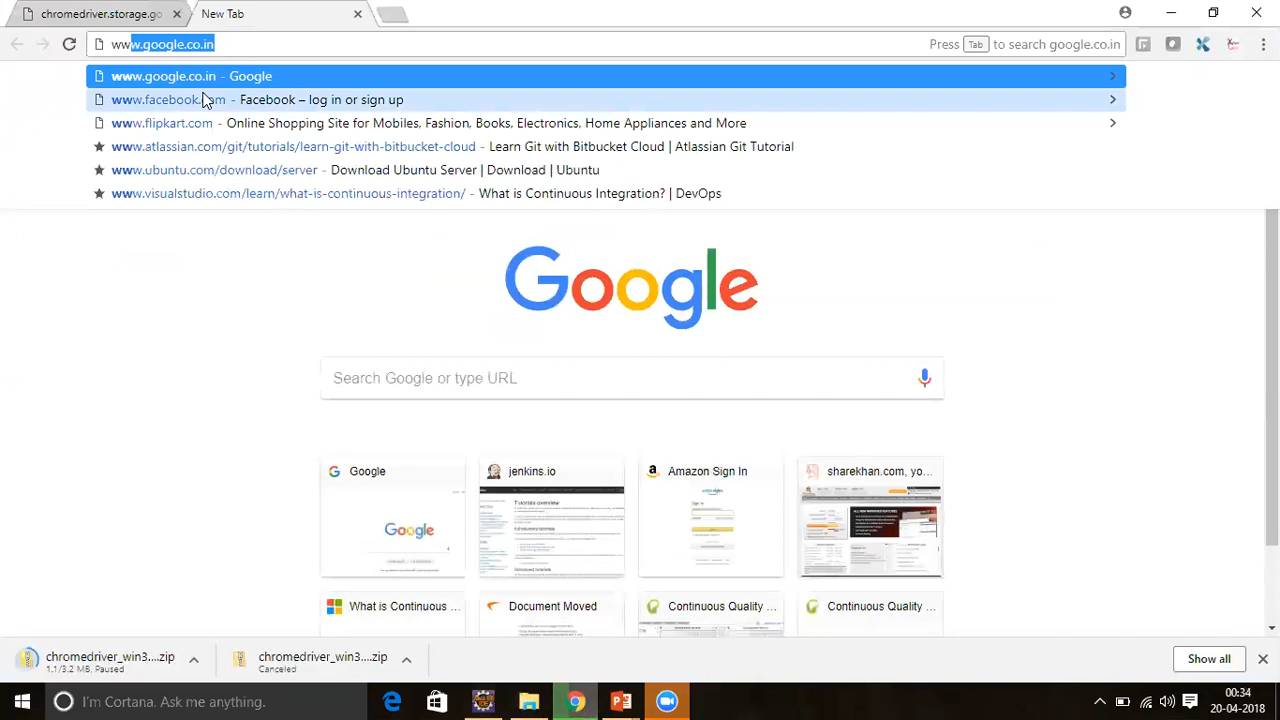 chromedriver.storage.go
New Tab
www.google.co.in
Press Tab to search google.co.in
www.google.co.in - Google
www.facebook.com - Facebook – log in or sign up
www.flipkart.com - Online Shopping Site for Mobiles, Fashion, Books, Electronics, Home Appliances and More
www.atlassian.com/git/tutorials/learn-git-with-bitbucket-cloud - Learn Git with Bitbucket Cloud | Atlassian Git Tutorial
www.ubuntu.com/download/server - Download Ubuntu Server | Download | Ubuntu
www.visualstudio.com/learn/what-is-continuous-integration/ - What is Continuous Integration? | DevOps
Google
Search Google or type URL
Google jenkins.io Amazon Sign In sharekhan.com, yo...
Google
What is Continuous ... Document Moved Continuous Quality ... Continuous Quality ...
chromedriver_win3....zip chromedriver_win3....zip Show all
1.1/3.2 MB, Paused Canceled
I'm Cortana. Ask me anything.
00:34
20-04-2018